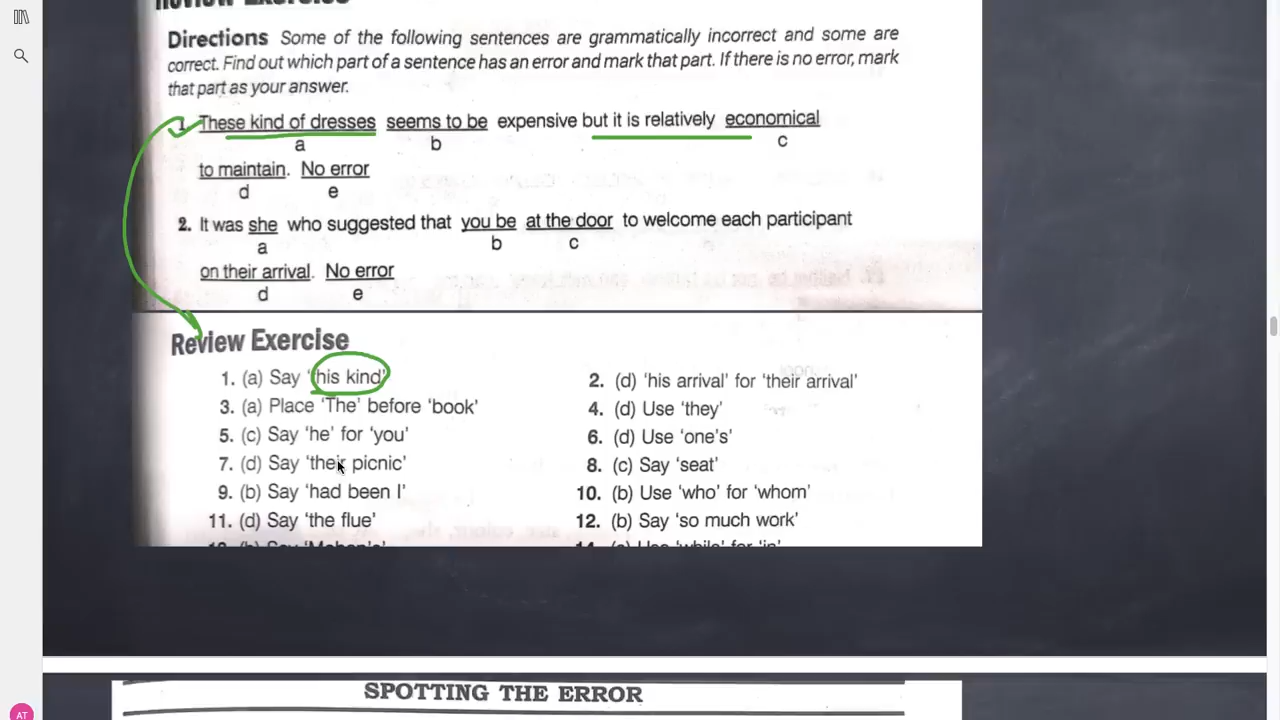 Review Exercise
Directions Some of the following sentences are grammatically incorrect and some are
correct. Find out which part of a sentence has an error and mark that part. If there is no error, mark
that part as your answer.
1. These kind of dresses seems to be expensive but it is relatively economical
a b c
to maintain. No error
d e
2. It was she who suggested that you be at the door to welcome each participant
a b c
on their arrival. No error
d e
Review Exercise
1. (a) Say 'his kind' 2. (d) 'his arrival' for 'their arrival'
3. (a) Place 'The' before 'book' 4. (d) Use 'they'
5. (c) Say 'he' for 'you' 6. (d) Use 'one's'
7. (d) Say 'their picnic' 8. (c) Say 'seat'
9. (b) Say 'had been I' 10. (b) Use 'who' for 'whom'
11. (d) Say 'the flue' 12. (b) Say 'so much work'
SPOTTING THE ERROR
AT